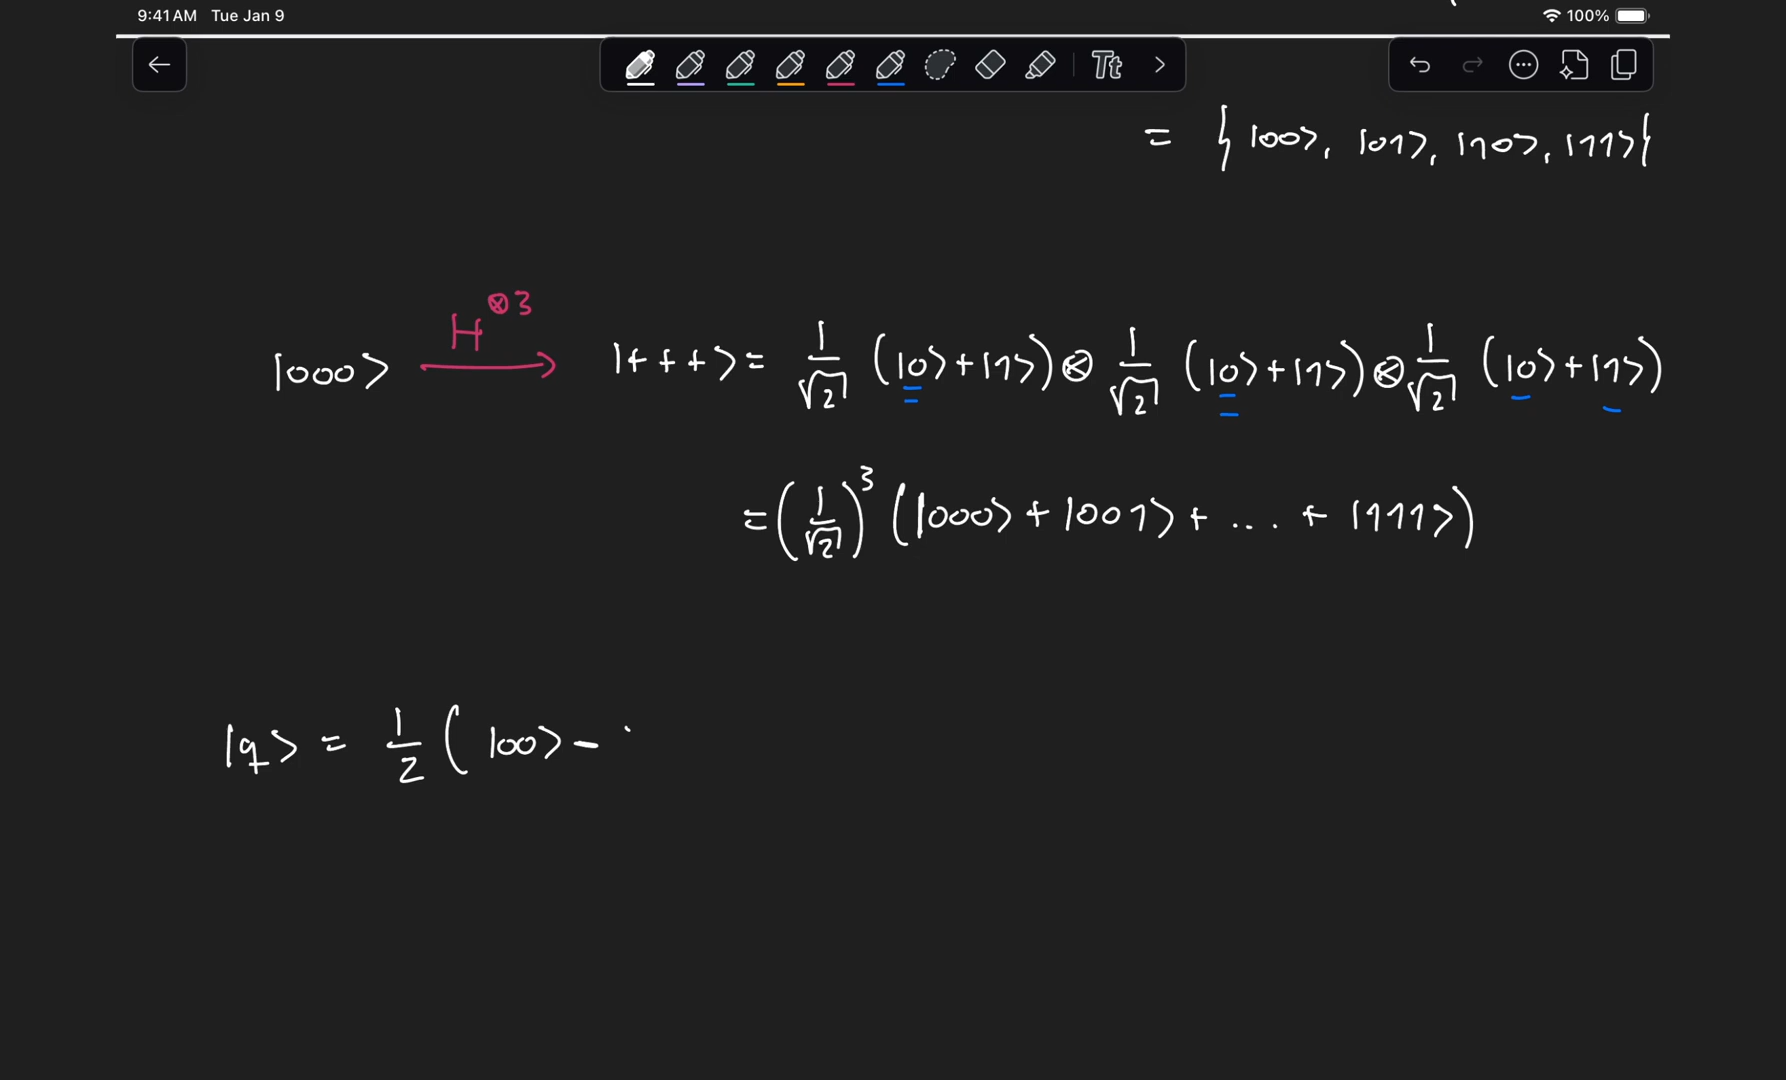 9:41 AM Tue Jan 9 100%
Tt
= {|00⟩, |01⟩, |10⟩, |11⟩}
|000⟩ H^⊗3 → |+++⟩ = 1/√2 (|0⟩+|1⟩) ⊗ 1/√2 (|0⟩+|1⟩) ⊗ 1/√2 (|0⟩+|1⟩)
= (1/√2)^3 (|000⟩ + |001⟩ + ... + |111⟩)
|q⟩ = 1/2 ( |00⟩ -